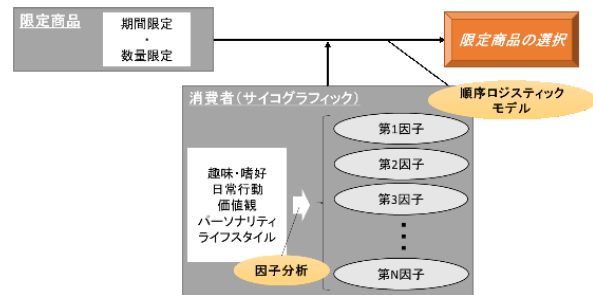 限定商品
期間限定
・
数量限定
限定商品の選択
順序ロジスティック
モデル
消費者(サイコグラフィック)
趣味・嗜好
日常行動
価値観
パーソナリティ
ライフスタイル
因子分析
第1因子
第2因子
第3因子
第N因子